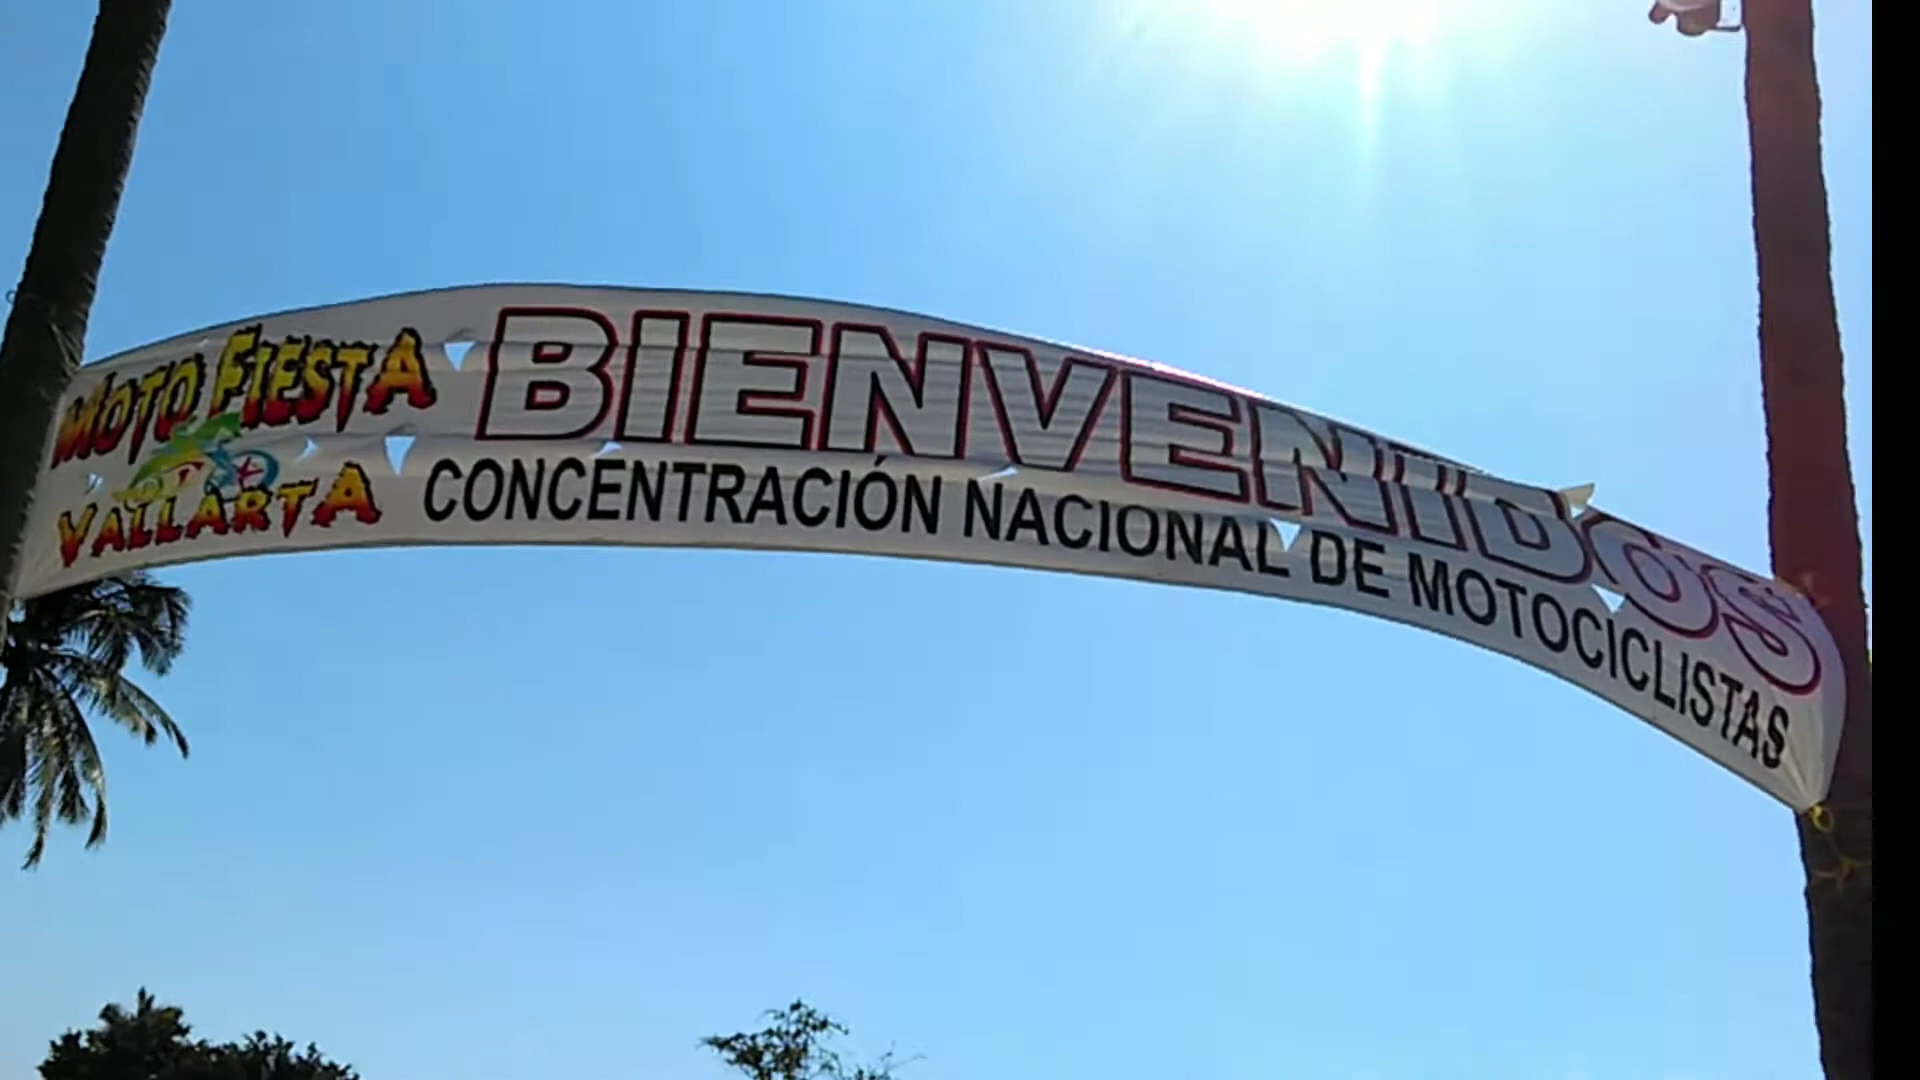 MOTO FIESTA
VALLARTA
BIENVENIDOS
CONCENTRACIÓN NACIONAL DE MOTOCICLISTAS